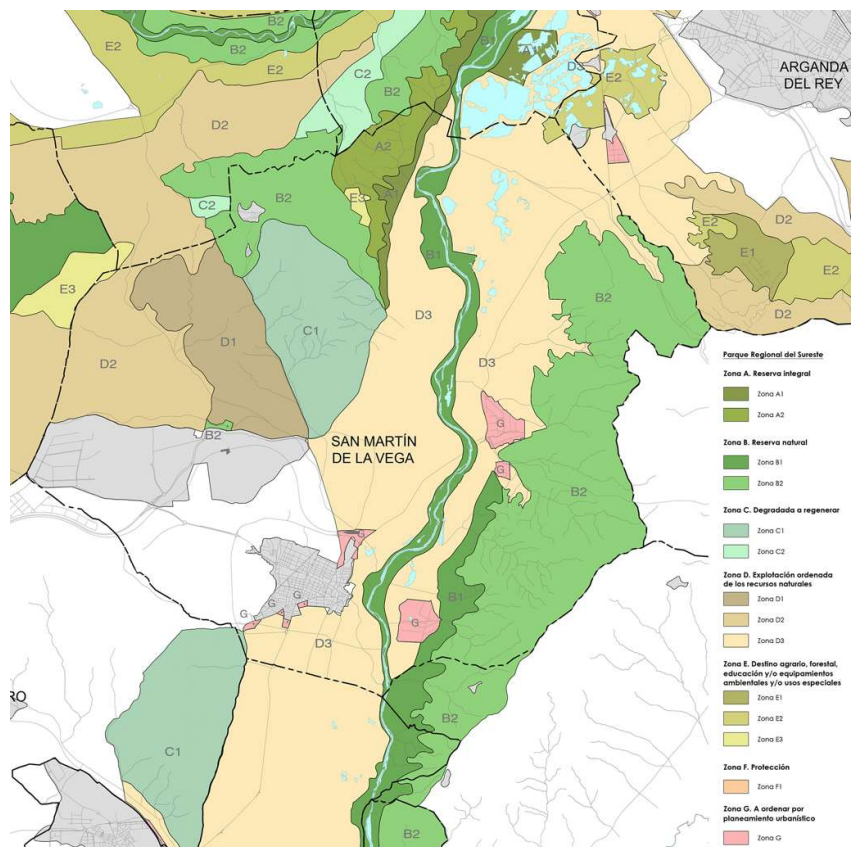 B2
E2
B2
E2
C2
B2
B1
A1
D3
E2
ARGANDA
DEL REY
D2
A2
A1
E3
C2
B2
B1
D2
E2
E1
E2
D2
E3
B2
D3
C1
D1
D2
D3
B2
G
SAN MARTÍN
DE LA VEGA
G
B2
G
B1
G
G
G
G
G
D3
B2
RO
C1
B2
Parque Regional del Sureste
Zona A. Reserva integral
Zona A1
Zona A2
Zona B. Reserva natural
Zona B1
Zona B2
Zona C. Degradada a regenerar
Zona C1
Zona C2
Zona D. Explotación ordenada
de los recursos naturales
Zona D1
Zona D2
Zona D3
Zona E. Destino agrario, forestal,
educación y/o equipamientos
ambientales y/o usos especiales
Zona E1
Zona E2
Zona E3
Zona F. Protección
Zona F1
Zona G. A ordenar por
planeamiento urbanístico
Zona G